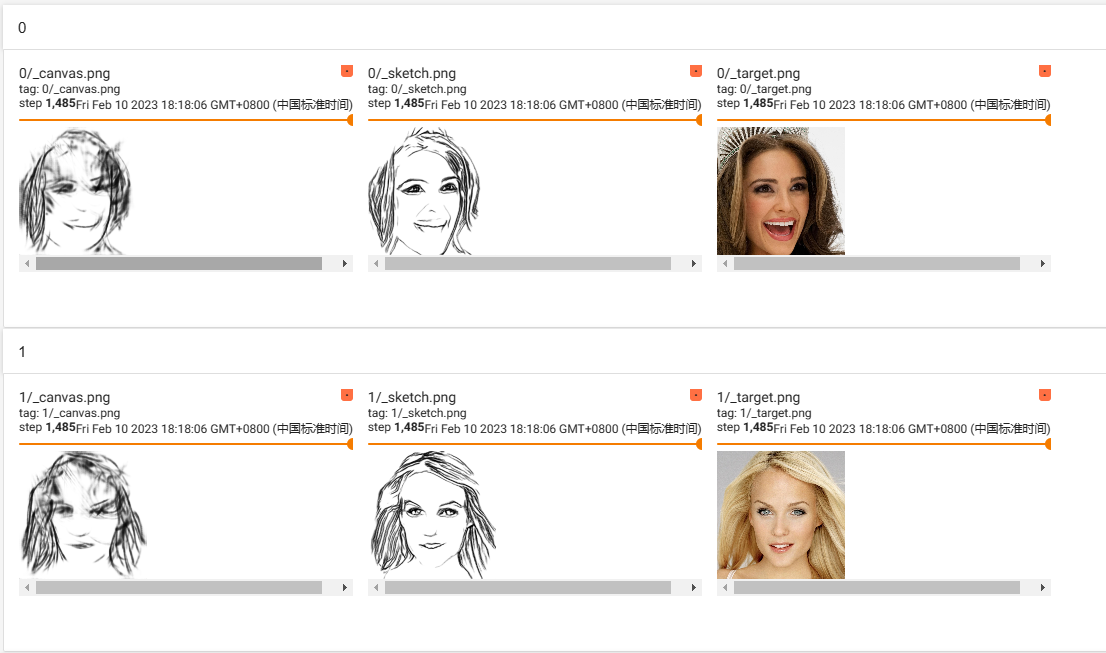 0
0/_canvas.png
tag: 0/_canvas.png
step 1,485Fri Feb 10 2023 18:18:06 GMT+0800 (中国标准时间)
0/_sketch.png
tag: 0/_sketch.png
step 1,485Fri Feb 10 2023 18:18:06 GMT+0800 (中国标准时间)
0/_target.png
tag: 0/_target.png
step 1,485Fri Feb 10 2023 18:18:06 GMT+0800 (中国标准时间)
1
1/_canvas.png
tag: 1/_canvas.png
step 1,485Fri Feb 10 2023 18:18:06 GMT+0800 (中国标准时间)
1/_sketch.png
tag: 1/_sketch.png
step 1,485Fri Feb 10 2023 18:18:06 GMT+0800 (中国标准时间)
1/_target.png
tag: 1/_target.png
step 1,485Fri Feb 10 2023 18:18:06 GMT+0800 (中国标准时间)